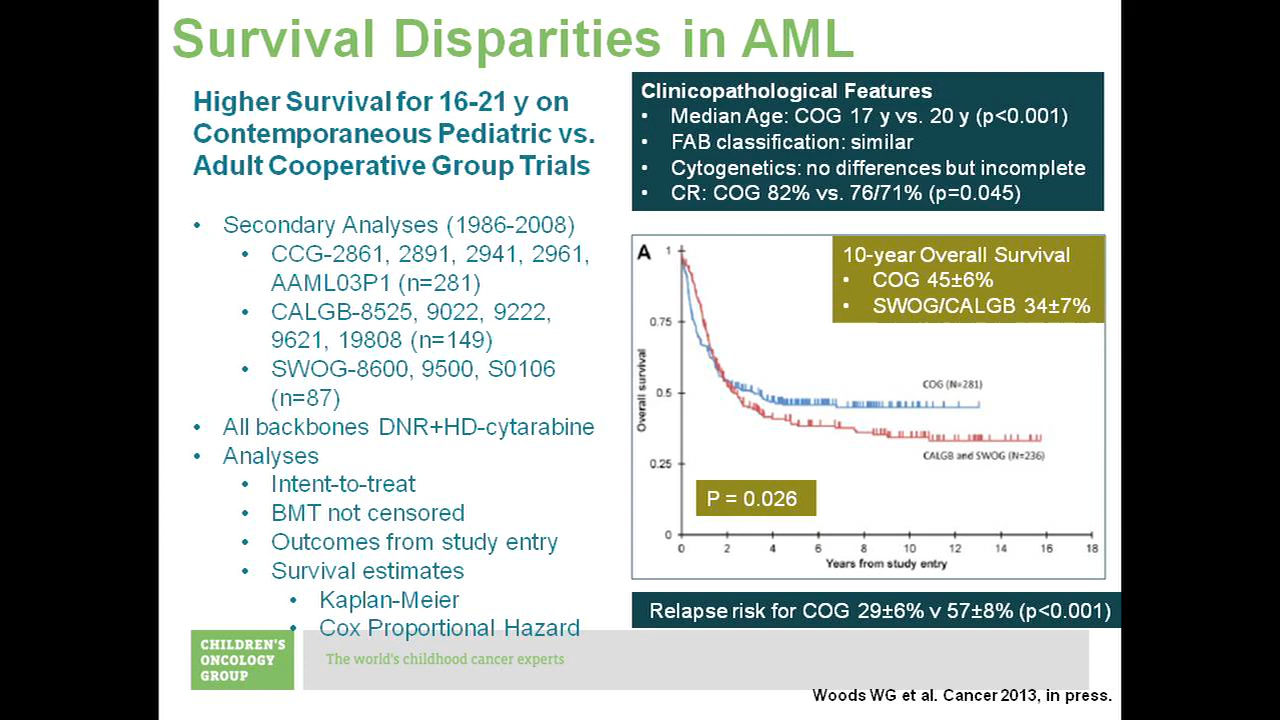 Survival Disparities in AML
Higher Survival for 16-21 y on
Contemporaneous Pediatric vs.
Adult Cooperative Group Trials
• Secondary Analyses (1986-2008)
• CCG-2861, 2891, 2941, 2961,
AAML03P1 (n=281)
• CALGB-8525, 9022, 9222,
9621, 19808 (n=149)
• SWOG-8600, 9500, S0106
(n=87)
• All backbones DNR+HD-cytarabine
• Analyses
• Intent-to-treat
• BMT not censored
• Outcomes from study entry
• Survival estimates
• Kaplan-Meier
• Cox Proportional Hazard
Clinicopathological Features
• Median Age: COG 17 y vs. 20 y (p<0.001)
• FAB classification: similar
• Cytogenetics: no differences but incomplete
• CR: COG 82% vs. 76/71% (p=0.045)
A
10-year Overall Survival
• COG 45±6%
• SWOG/CALGB 34±7%
1
0.75
0.5
0.25
0
Overall survival
COG (N=281)
CALGB and SWOG (N=236)
P = 0.026
0 2 4 6 8 10 12 14 16 18
Years from study entry
Relapse risk for COG 29±6% v 57±8% (p<0.001)
CHILDREN'S
ONCOLOGY
GROUP
The world's childhood cancer experts
Woods WG et al. Cancer 2013, in press.